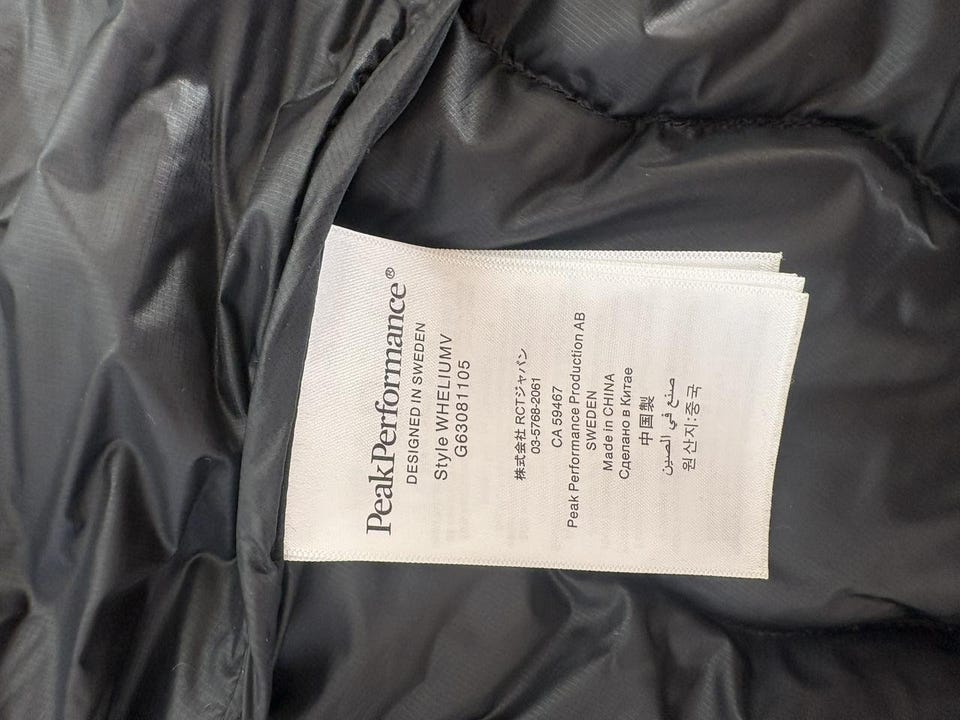 PeakPerformance®
DESIGNED IN SWEDEN
Style WHELIUMV
G63081105
株式会社 RCTジャパン
03-5768-2061
CA 59467
Peak Performance Production AB
SWEDEN
Made in CHINA
Сделано в Китае
中国製
صنع في الصين
원산지:중국